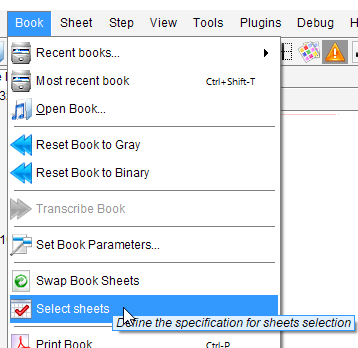 Book Sheet Step View Tools Plugins Debug
Recent books...
Most recent book Ctrl+Shift-T
Open Book...
Reset Book to Gray
Reset Book to Binary
Transcribe Book
Set Book Parameters...
Swap Book Sheets
Select sheets
Define the specification for sheets selection
Print Book Ctrl-P